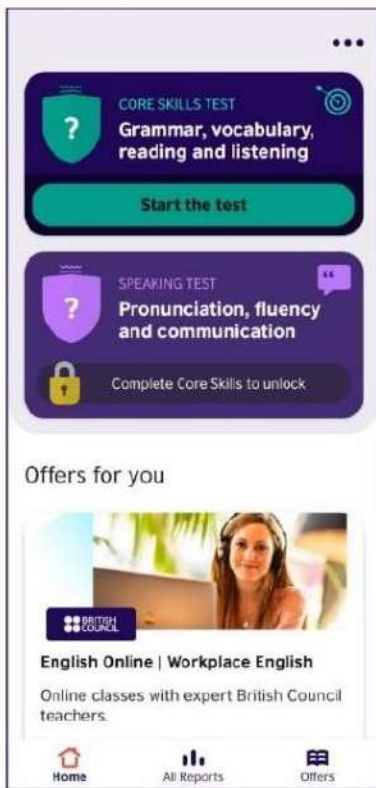 CORE SKILLS TEST
?
Grammar, vocabulary,
reading and listening
Start the test
SPEAKING TEST
?
Pronunciation, fluency
and communication
Complete Core Skills to unlock
Offers for you
BRITISH
COUNCIL
English Online | Workplace English
Online classes with expert British Council
teachers.
Home
All Reports
Offers